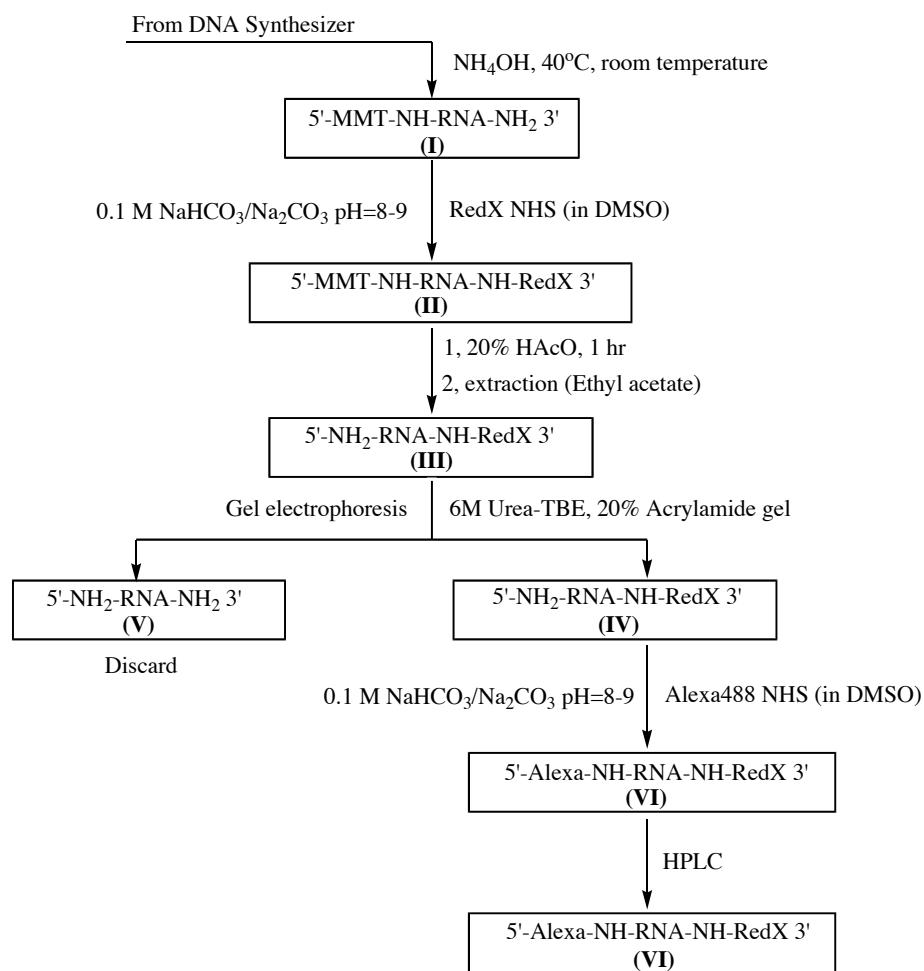 From DNA Synthesizer
NH₄OH, 40°C, room temperature
5'-MMT-NH-RNA-NH₂ 3'
(I)
0.1 M NaHCO₃/Na₂CO₃ pH=8-9
RedX NHS (in DMSO)
5'-MMT-NH-RNA-NH-RedX 3'
(II)
1, 20% HAcO, 1 hr
2, extraction (Ethyl acetate)
5'-NH₂-RNA-NH-RedX 3'
(III)
Gel electrophoresis
6M Urea-TBE, 20% Acrylamide gel
5'-NH₂-RNA-NH₂ 3'
(V)
Discard
5'-NH₂-RNA-NH-RedX 3'
(IV)
0.1 M NaHCO₃/Na₂CO₃ pH=8-9
Alexa488 NHS (in DMSO)
5'-Alexa-NH-RNA-NH-RedX 3'
(VI)
HPLC
5'-Alexa-NH-RNA-NH-RedX 3'
(VI)